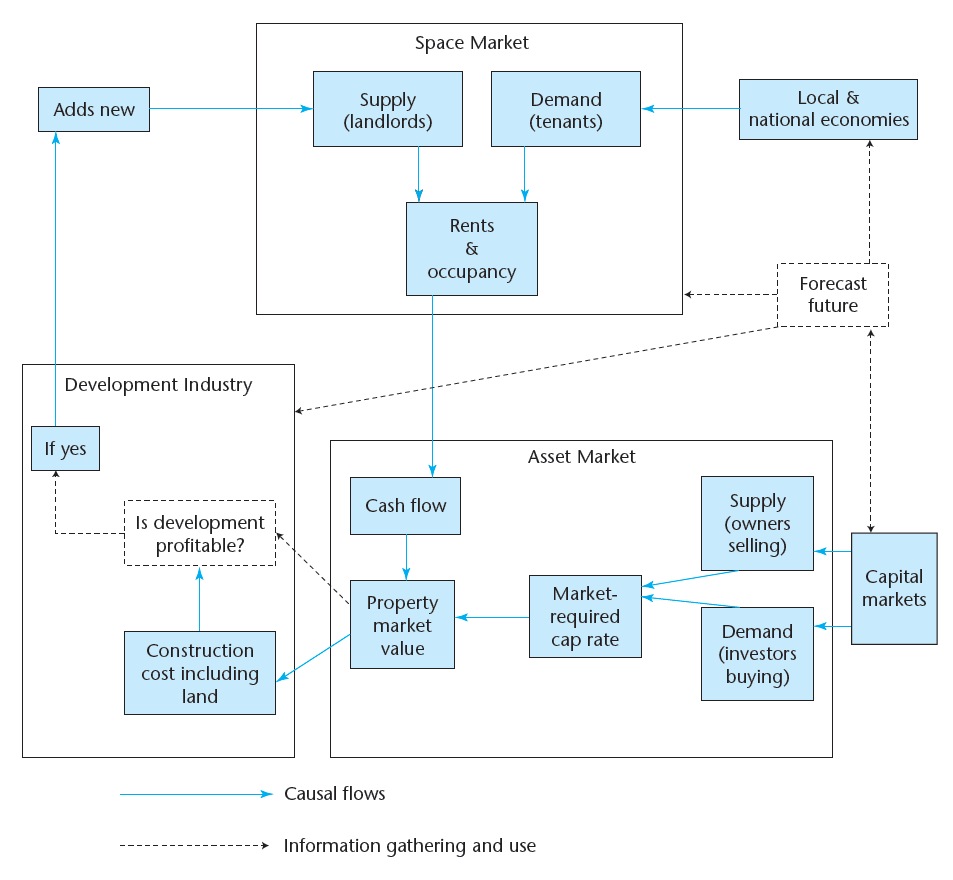 Space Market
Adds new
Supply
(landlords)
Demand
(tenants)
Local &
national economies
Rents
&
occupancy
Forecast
future
Development Industry
If yes
Is development
profitable?
Construction
cost including
land
Asset Market
Cash flow
Property
market
value
Market-
required
cap rate
Supply
(owners
selling)
Demand
(investors
buying)
Capital
markets
Causal flows
Information gathering and use